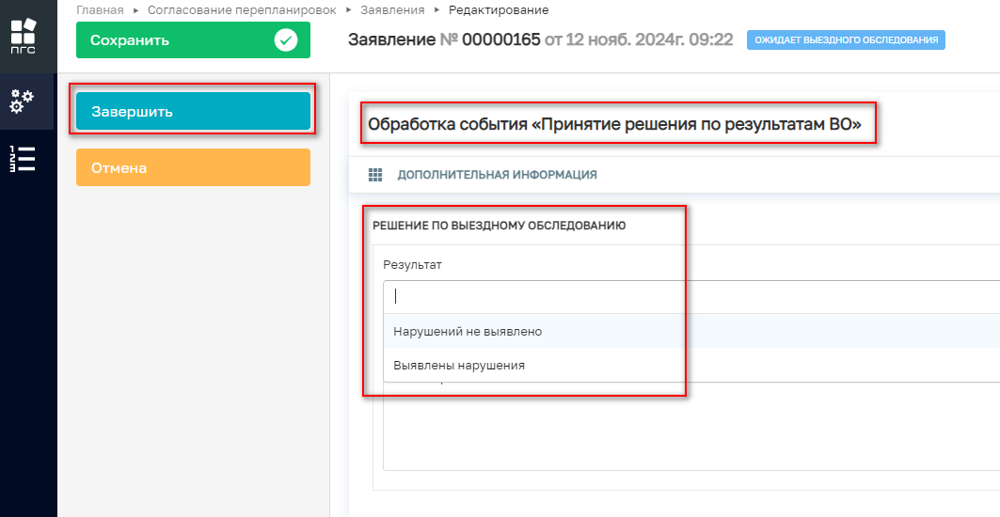 Главная ▸ Согласование перепланировок ▸ Заявления ▸ Редактирование
nrc
Сохранить
Заявление № 00000165 от 12 нояб. 2024г. 09:22
ОЖИДАЕТ ВЫЕЗДНОГО ОБСЛЕДОВАНИЯ
Завершить
Отмена
Обработка события «Принятие решения по результатам ВО»
ДОПОЛНИТЕЛЬНАЯ ИНФОРМАЦИЯ
РЕШЕНИЕ ПО ВЫЕЗДНОМУ ОБСЛЕДОВАНИЮ
Результат
Нарушений не выявлено
Выявлены нарушения